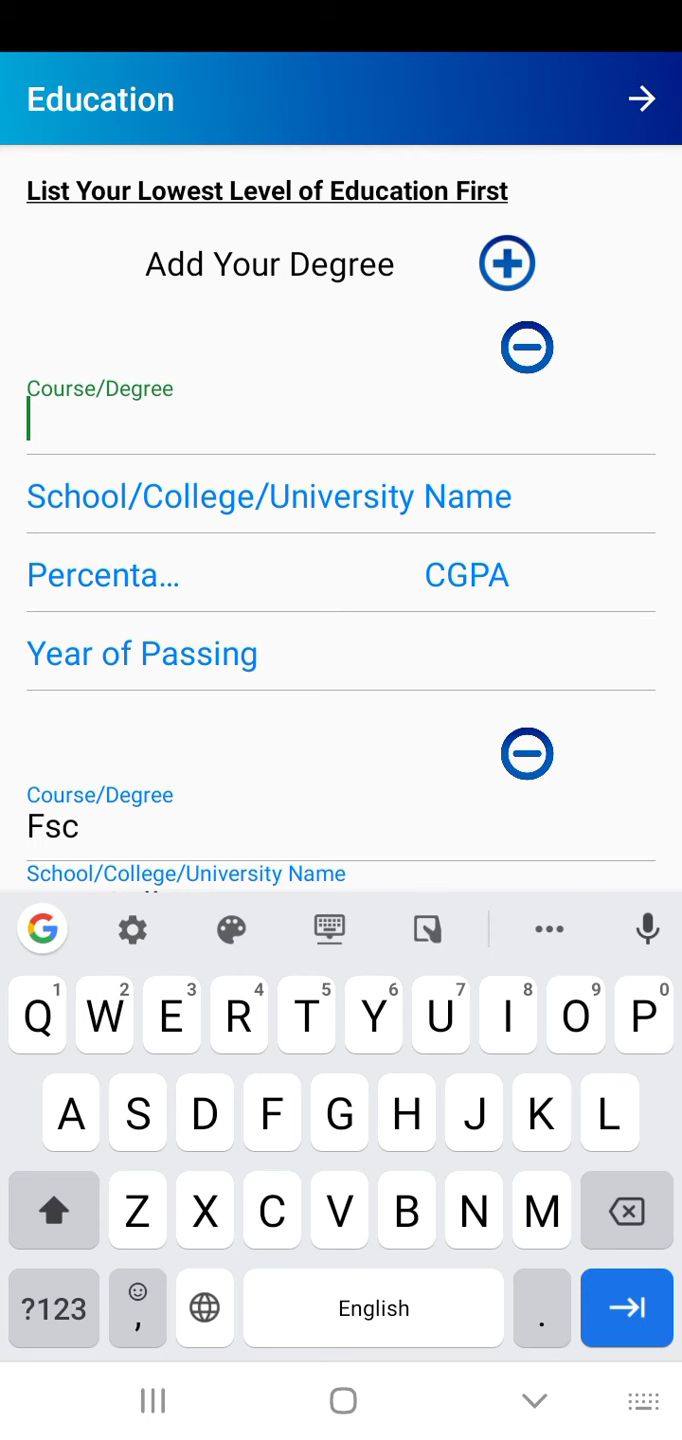 Education
List Your Lowest Level of Education First
Add Your Degree
Course/Degree
School/College/University Name
Percenta... CGPA
Year of Passing
Course/Degree
Fsc
School/College/University Name
Q 1 W 2 E 3 R 4 T 5 Y 6 U 7 I 8 O 9 P 0
A S D F G H J K L
Z X C V B N M
?123 , English .